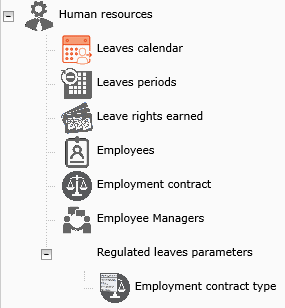 Human resources
Leaves calendar
Leaves periods
Leave rights earned
Employees
Employment contract
Employee Managers
Regulated leaves parameters
Employment contract type